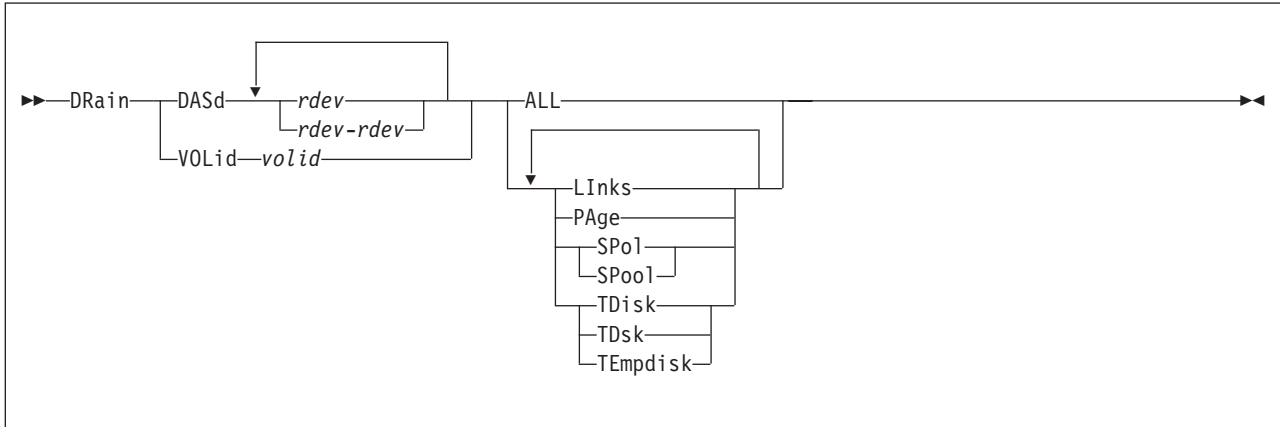 DRain DASd rdev ALL
rdev-rdev
VOLid volid
LInks
PAge
SPol
SPool
TDisk
TDsk
TEmpdisk